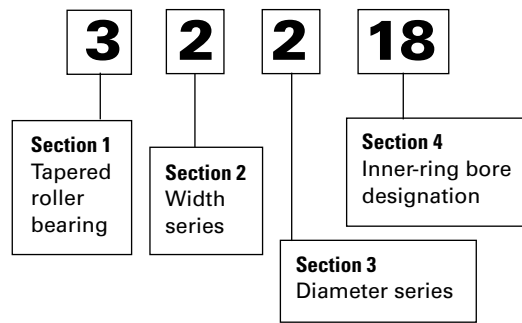 3 2 2 18
Section 1
Tapered
roller
bearing
Section 2
Width
series
Section 3
Diameter series
Section 4
Inner-ring bore
designation